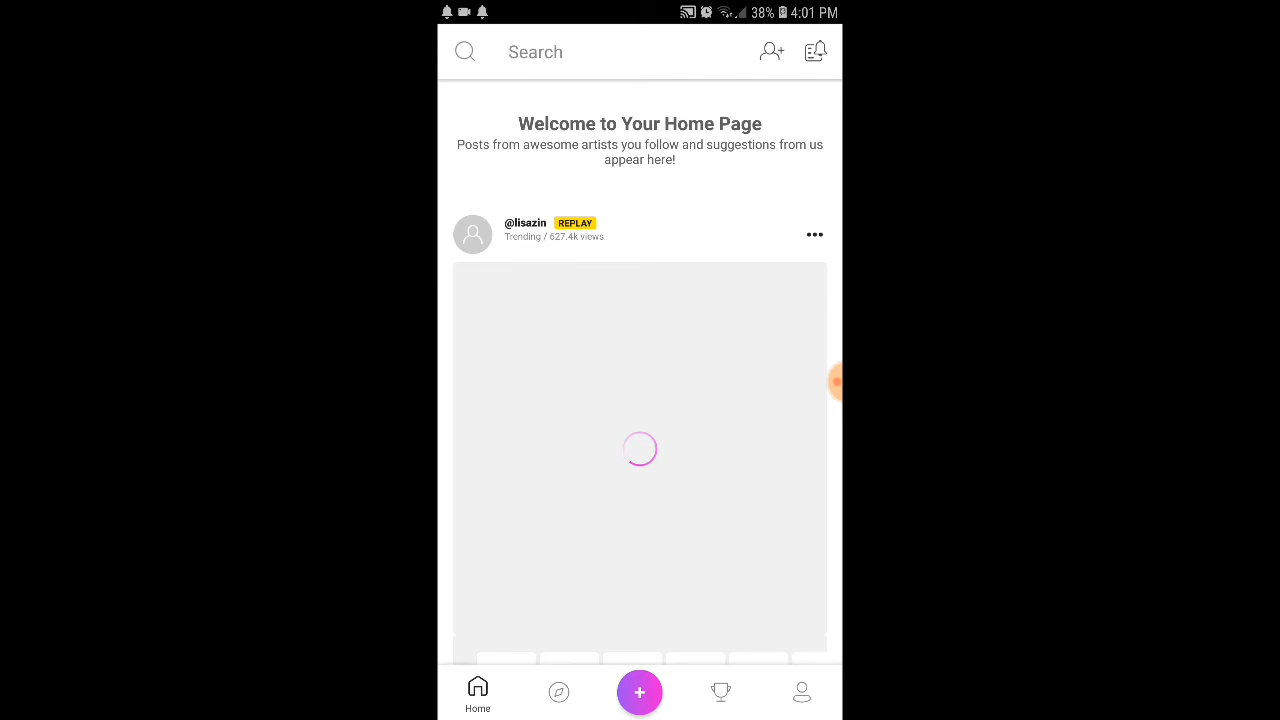 38% 4:01 PM
Search
Welcome to Your Home Page
Posts from awesome artists you follow and suggestions from us
appear here!
@lisazin REPLAY
Trending / 627.4k views
Home